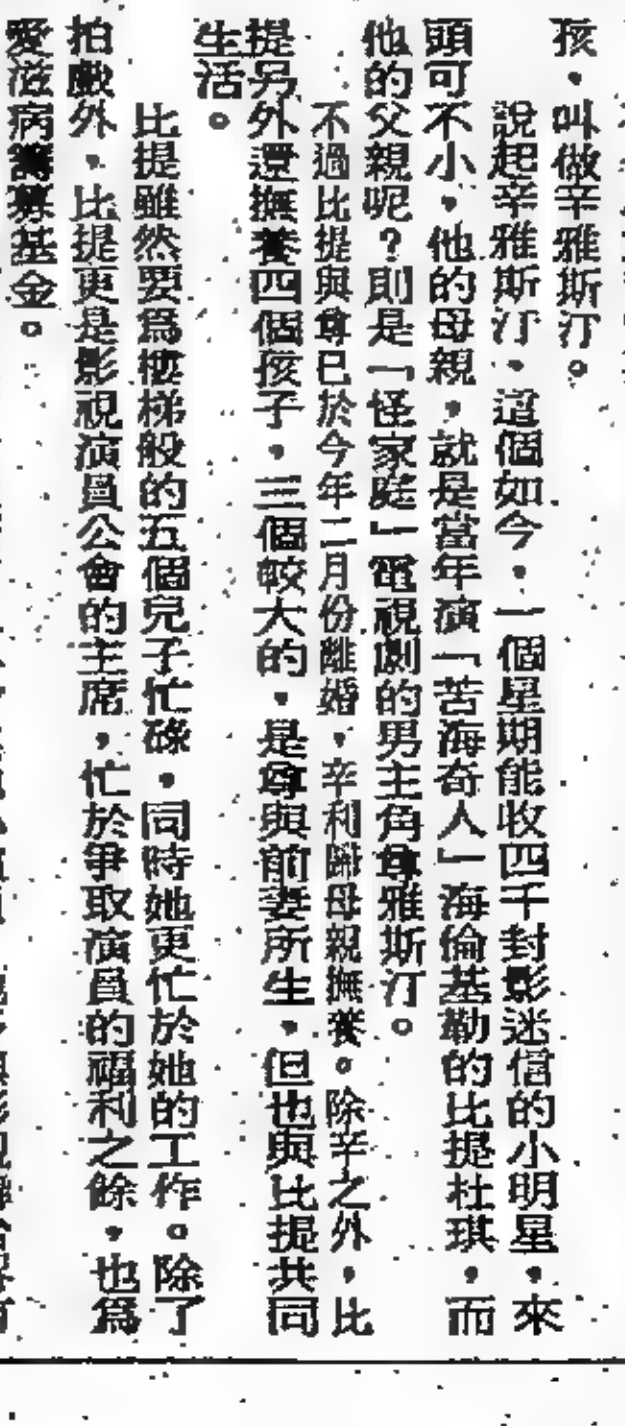 孩，叫做辛雅斯汀。
說起辛雅斯汀，這個如今，一個星期能收四千封影迷信的小明星，來
頭可不小，他的母親，就是當年演「苦海奇人」海倫基勒的比提杜琪，而
他的父親呢？則是「怪家庭」電視劇的男主角尊雅斯汀。
不過比提與尊已於今年二月份離婚，辛利歸母親撫養。除辛之外，比
提另外還撫養四個孩子，三個較大的，是尊與前妻所生，但也與比提共同
生活。
比提雖然要爲樓梯般的五個兒子忙碌，同時她更忙於她的工作。除了
拍戲外，比提更是影視演員公會的主席，忙於爭取演員的福利之餘，也爲
愛滋病籌募基金。